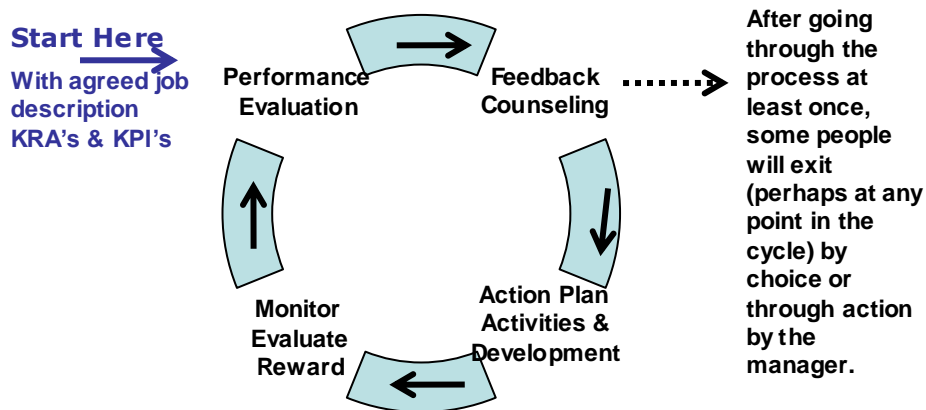 Start Here
With agreed job
description
KRA's & KPI's
Performance
Evaluation
Feedback
Counseling
Action Plan
Activities &
Development
Monitor
Evaluate
Reward
After going
through the
process at
least once,
some people
will exit
(perhaps at any
point in the
cycle) by
choice or
through action
by the
manager.